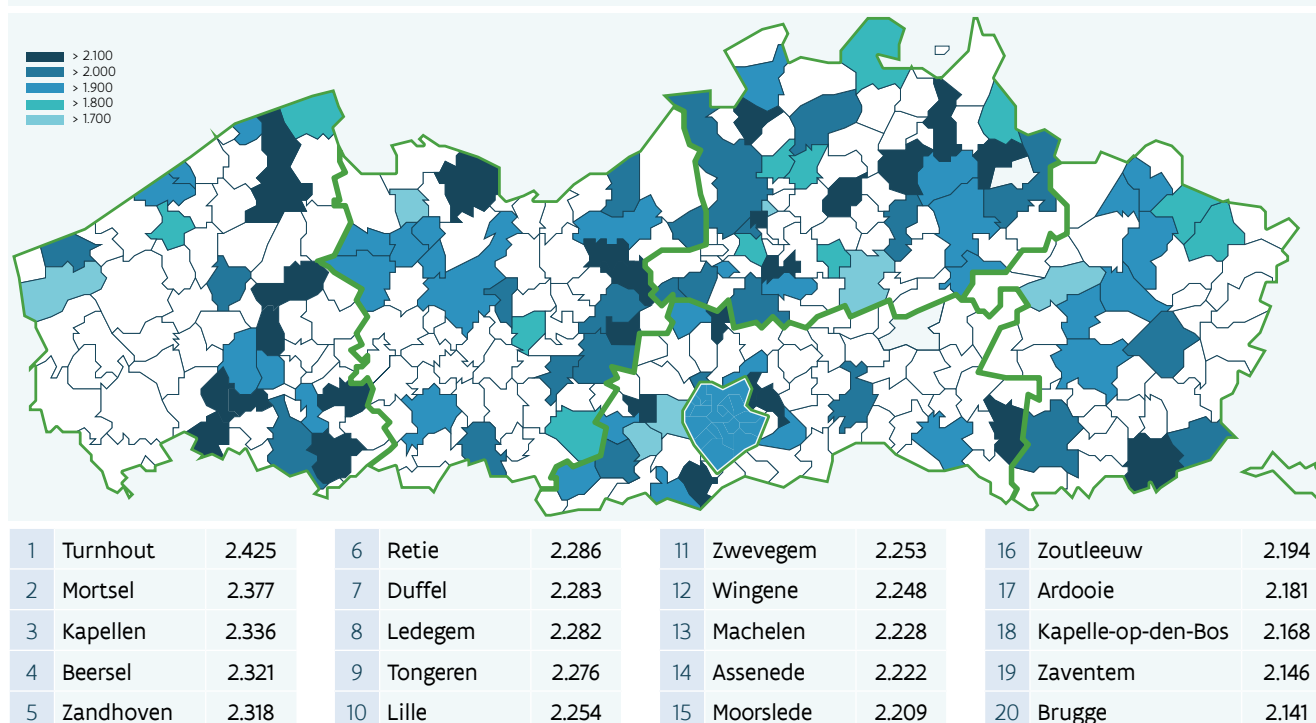 > 2.100
> 2.000
> 1.900
> 1.800
> 1.700
1 Turnhout 2.425 6 Retie 2.286 11 Zwevegem 2.253 16 Zoutleeuw 2.194
2 Mortsel 2.377 7 Duffel 2.283 12 Wingene 2.248 17 Ardooie 2.181
3 Kapellen 2.336 8 Ledegem 2.282 13 Machelen 2.228 18 Kapelle-op-den-Bos 2.168
4 Beersel 2.321 9 Tongeren 2.276 14 Assenede 2.222 19 Zaventem 2.146
5 Zandhoven 2.318 10 Lille 2.254 15 Moorslede 2.209 20 Brugge 2.141